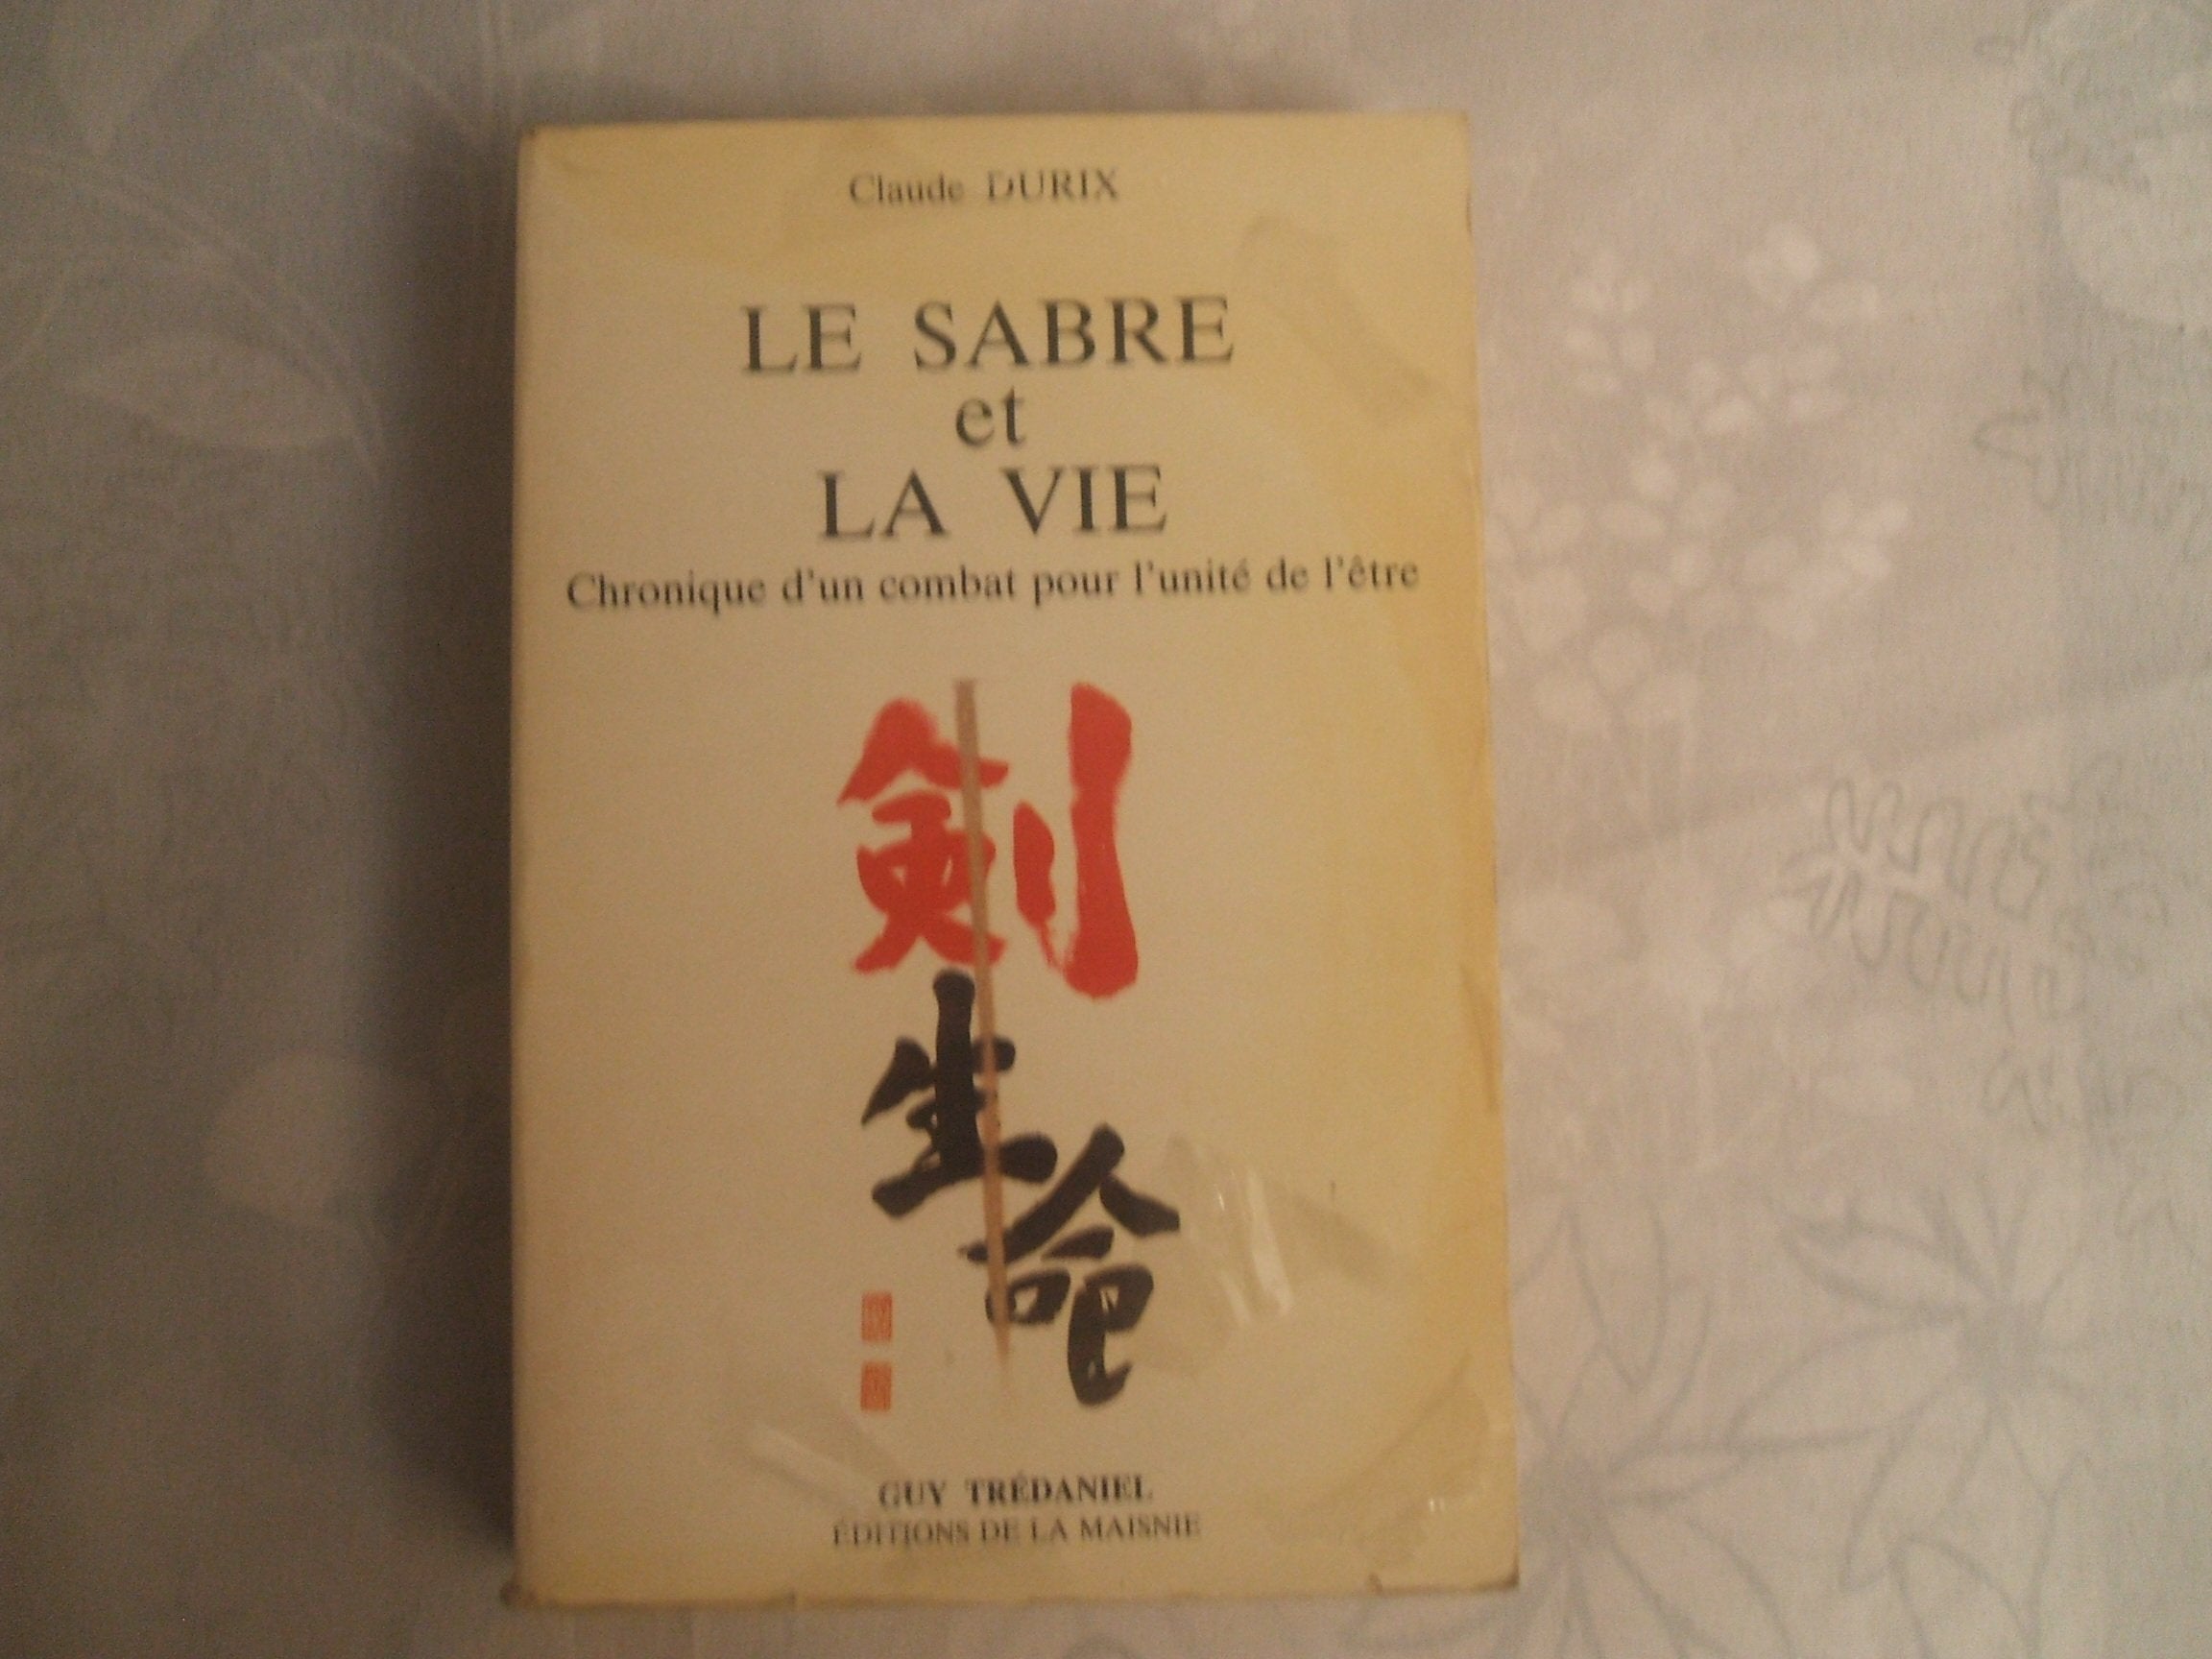 Claude DURIX
LE SABRE
et
LA VIE
Chronique d'un combat pour l'unité de l'être
剣
生
命
GUY TRÉDANIEL
ÉDITIONS DE LA MAISNIE